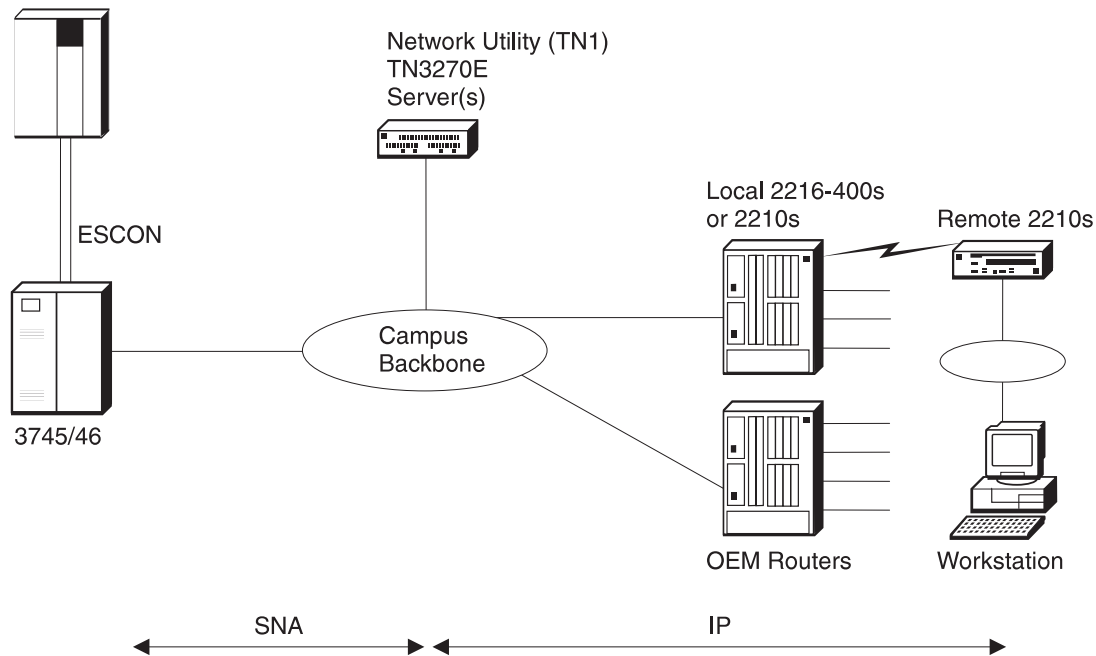 Network Utility (TN1)
TN3270E
Server(s)
ESCON
Local 2216-400s
or 2210s
Remote 2210s
Campus
Backbone
3745/46
OEM Routers
Workstation
SNA
IP